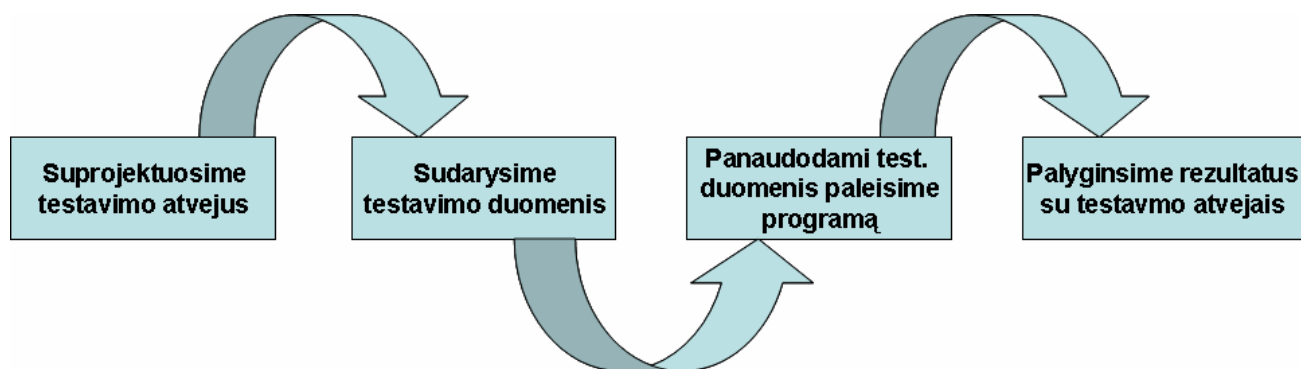 Suprojektuosime
testavimo atvejus
Sudarysime
testavimo duomenis
Panaudodami test.
duomenis paleisime
programą
Palyginsime rezultatus
su testavmo atvejais